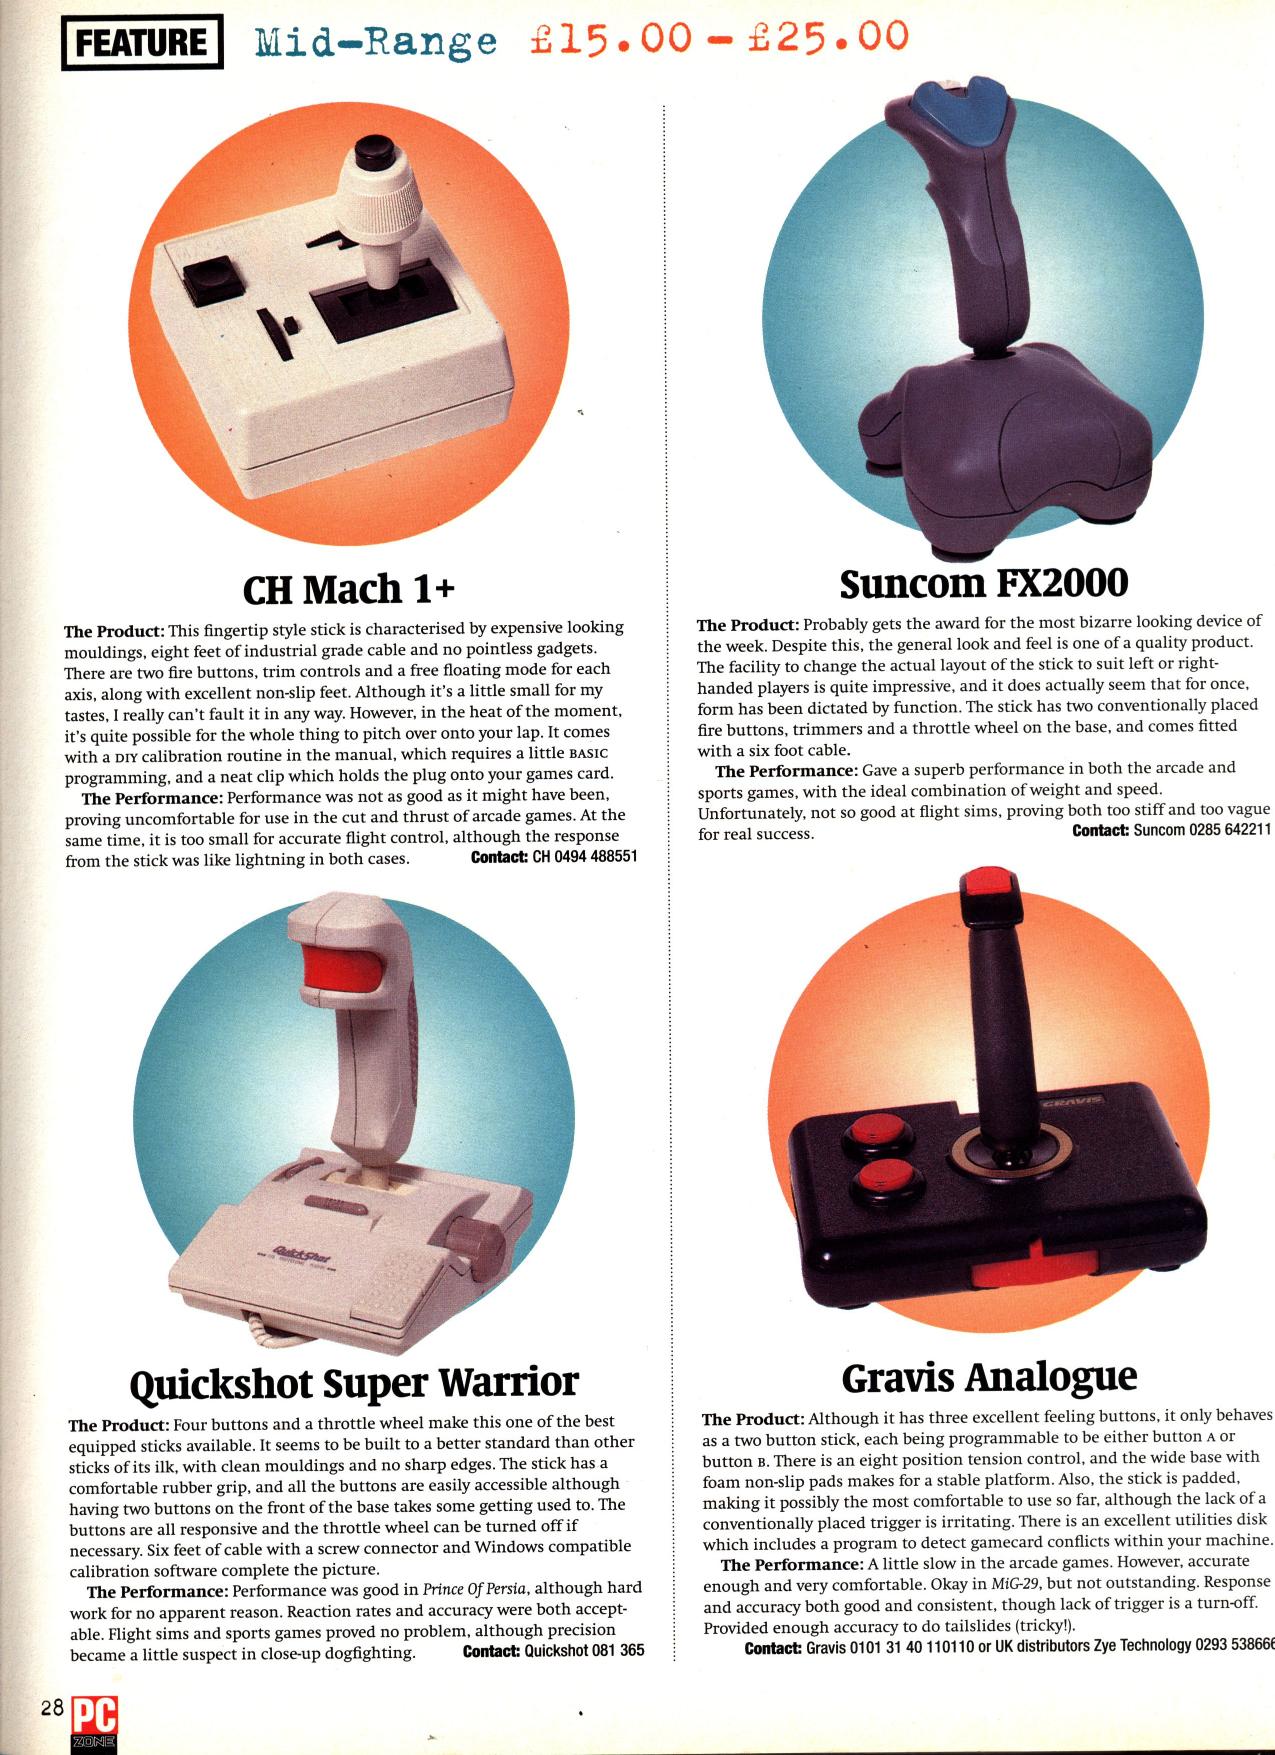 FEATURE
Mid-Range £15.00-£25.00
CH Mach 1+
The Product: This fingertip style stick is characterised by expensive looking
mouldings, eight feet of industrial grade cable and no pointless gadgets.
There are two fire buttons, trim controls and a free floating mode for each
axis, along with excellent non-slip feet. Although it's a little small for my
tastes, I really can't fault it in any way. However, in the heat of the moment,
it's quite possible for the whole thing to pitch over onto your lap. It comes
with a DIY calibration routine in the manual, which requires a little BASIC
programming, and a neat clip which holds the plug onto your games card.
The Performance: Performance was not as good as it might have been,
proving uncomfortable for use in the cut and thrust of arcade games. At the
same time, it is too small for accurate flight control, although the response
from the stick was like lightning in both cases. Contact: CH 0494 488551
QuickShot
Quickshot Super Warrior
The Product: Four buttons and a throttle wheel make this one of the best
equipped sticks available. It seems to be built to a better standard than other
sticks of its ilk, with clean mouldings and no sharp edges. The stick has a
comfortable rubber grip, and all the buttons are easily accessible although
having two buttons on the front of the base takes some getting used to. The
buttons are all responsive and the throttle wheel can be turned off if
necessary. Six feet of cable with a screw connector and Windows compatible
calibration software complete the picture.
The Performance: Performance was good in Prince Of Persia, although hard
work for no apparent reason. Reaction rates and accuracy were both accept-
able. Flight sims and sports games proved no problem, although precision
became a little suspect in close-up dogfighting. Contact: Quickshot 081 365
Suncom FX2000
The Product: Probably gets the award for the most bizarre looking device of
the week. Despite this, the general look and feel is one of a quality product.
The facility to change the actual layout of the stick to suit left or right-
handed players is quite impressive, and it does actually seem that for once,
form has been dictated by function. The stick has two conventionally placed
fire buttons, trimmers and a throttle wheel on the base, and comes fitted
with a six foot cable.
The Performance: Gave a superb performance in both the arcade and
sports games, with the ideal combination of weight and speed.
Unfortunately, not so good at flight sims, proving both too stiff and too vague
for real success. Contact: Suncom 0285 642211
GRAVIS
Gravis Analogue
The Product: Although it has three excellent feeling buttons, it only behaves
as a two button stick, each being programmable to be either button A or
button B. There is an eight position tension control, and the wide base with
foam non-slip pads makes for a stable platform. Also, the stick is padded,
making it possibly the most comfortable to use so far, although the lack of a
conventionally placed trigger is irritating. There is an excellent utilities disk
which includes a program to detect gamecard conflicts within your machine.
The Performance: A little slow in the arcade games. However, accurate
enough and very comfortable. Okay in MiG-29, but not outstanding. Response
and accuracy both good and consistent, though lack of trigger is a turn-off.
Provided enough accuracy to do tailslides (tricky!).
Contact: Gravis 0101 31 40 110110 or UK distributors Zye Technology 0293 538666
28 PC
ZONE